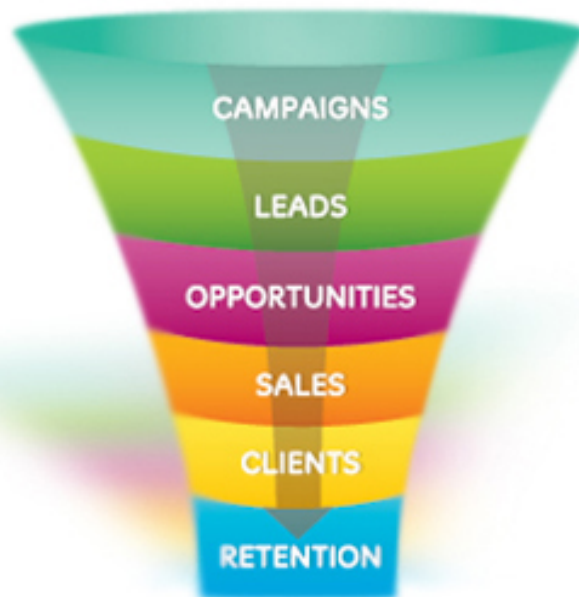 CAMPAIGNS
LEADS
OPPORTUNITIES
SALES
CLIENTS
RETENTION